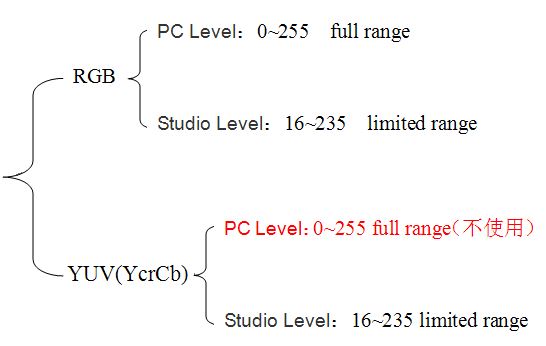 PC Level：0~255 full range
RGB
Studio Level：16~235 limited range
PC Level：0~255 full range（不使用）
YUV(YcrCb)
Studio Level：16~235 limited range